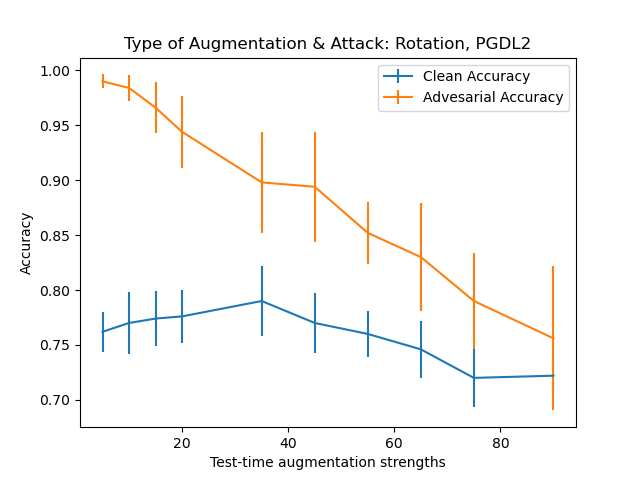 Type of Augmentation & Attack: Rotation, PGDL2
Clean Accuracy
Advesarial Accuracy
1.00
0.95
0.90
0.85
0.80
0.75
0.70
Accuracy
20 40 60 80
Test-time augmentation strengths